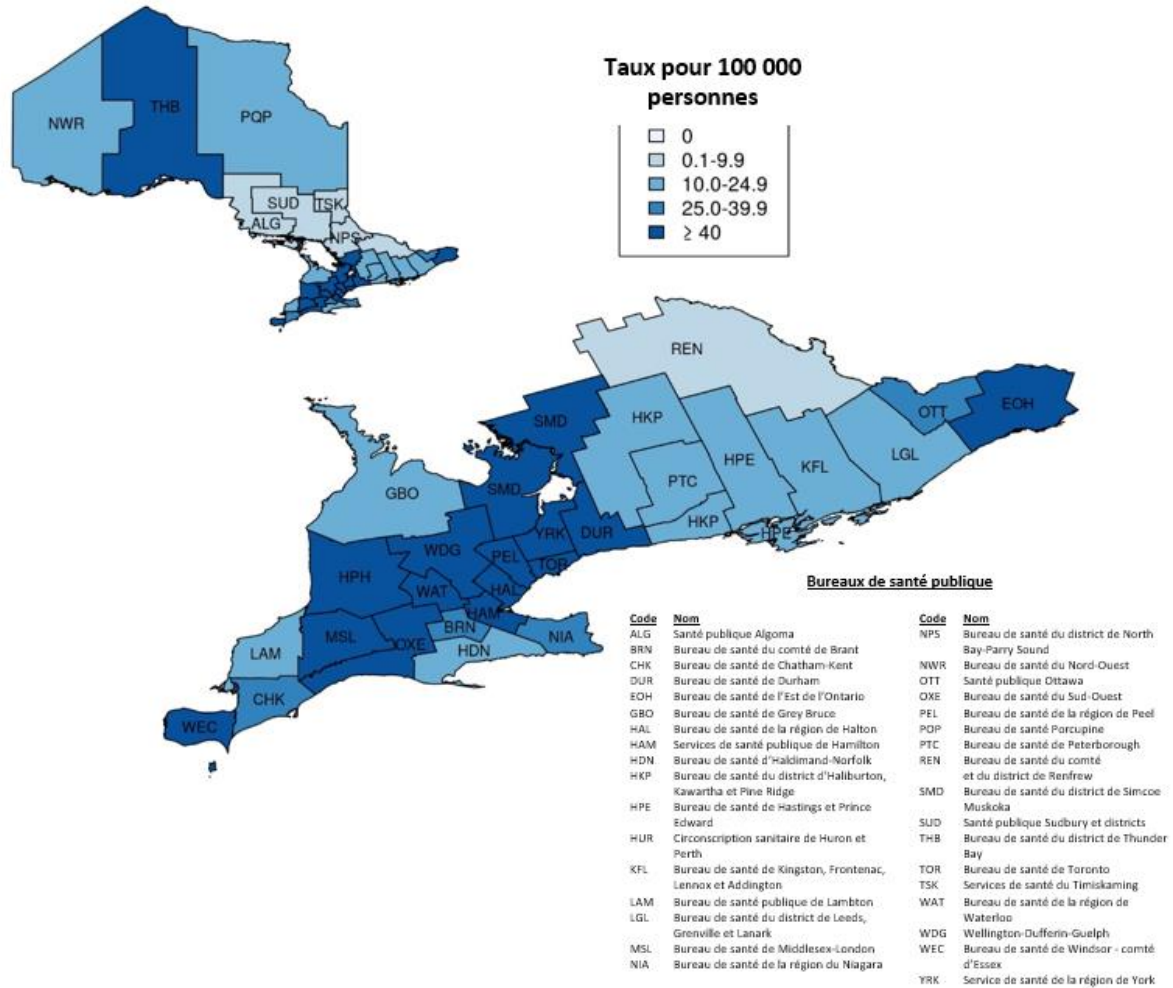 Taux pour 100 000
personnes
0
0.1-9.9
10.0-24.9
25.0-39.9
≥ 40
NWR
THB
PQP
SUD
TSK
ALG
NPS
REN
SMD
HKP
OTT
EOH
HPE
KFL
LGL
PTC
GBO
SMD
HKP
HPE
YRK
DUR
WDG
PEL
TOR
HPH
WAT
HAL
HAM
MSL
OXE
BRN
NIA
LAM
HDN
CHK
WEC
Bureaux de santé publique
Code Nom
ALG Santé publique Algoma
BRN Bureau de santé du comté de Brant
CHK Bureau de santé de Chatham-Kent
DUR Bureau de santé de Durham
EOH Bureau de santé de l'Est de l'Ontario
GBO Bureau de santé de Grey Bruce
HAL Bureau de santé de la région de Halton
HAM Services de santé publique de Hamilton
HDN Bureau de santé d'Haldimand-Norfolk
HKP Bureau de santé du district d'Haliburton,
Kawartha et Pine Ridge
HPE Bureau de santé de Hastings et Prince
Edward
HUR Circonscription sanitaire de Huron et
Perth
KFL Bureau de santé de Kingston, Frontenac,
Lennox et Addington
LAM Bureau de santé publique de Lambton
LGL Bureau de santé du district de Leeds,
Grenville et Lanark
MSL Bureau de santé de Middlesex-London
NIA Bureau de santé de la région du Niagara
Code Nom
NPS Bureau de santé du district de North
Bay-Parry Sound
NWR Bureau de santé du Nord-Ouest
OTT Santé publique Ottawa
OXE Bureau de santé du Sud-Ouest
PEL Bureau de santé de la région de Peel
PQP Bureau de santé Porcupine
PTC Bureau de santé de Peterborough
REN Bureau de santé du comté
et du district de Renfrew
SMD Bureau de santé du district de Simcoe
Muskoka
SUD Santé publique Sudbury et districts
THB Bureau de santé du district de Thunder
Bay
TOR Bureau de santé de Toronto
TSK Services de santé du Timiskaming
WAT Bureau de santé de la région de
Waterloo
WDG Wellington-Dufferin-Guelph
WEC Bureau de santé de Windsor - comté
d'Essex
YRK Service de santé de la région de York